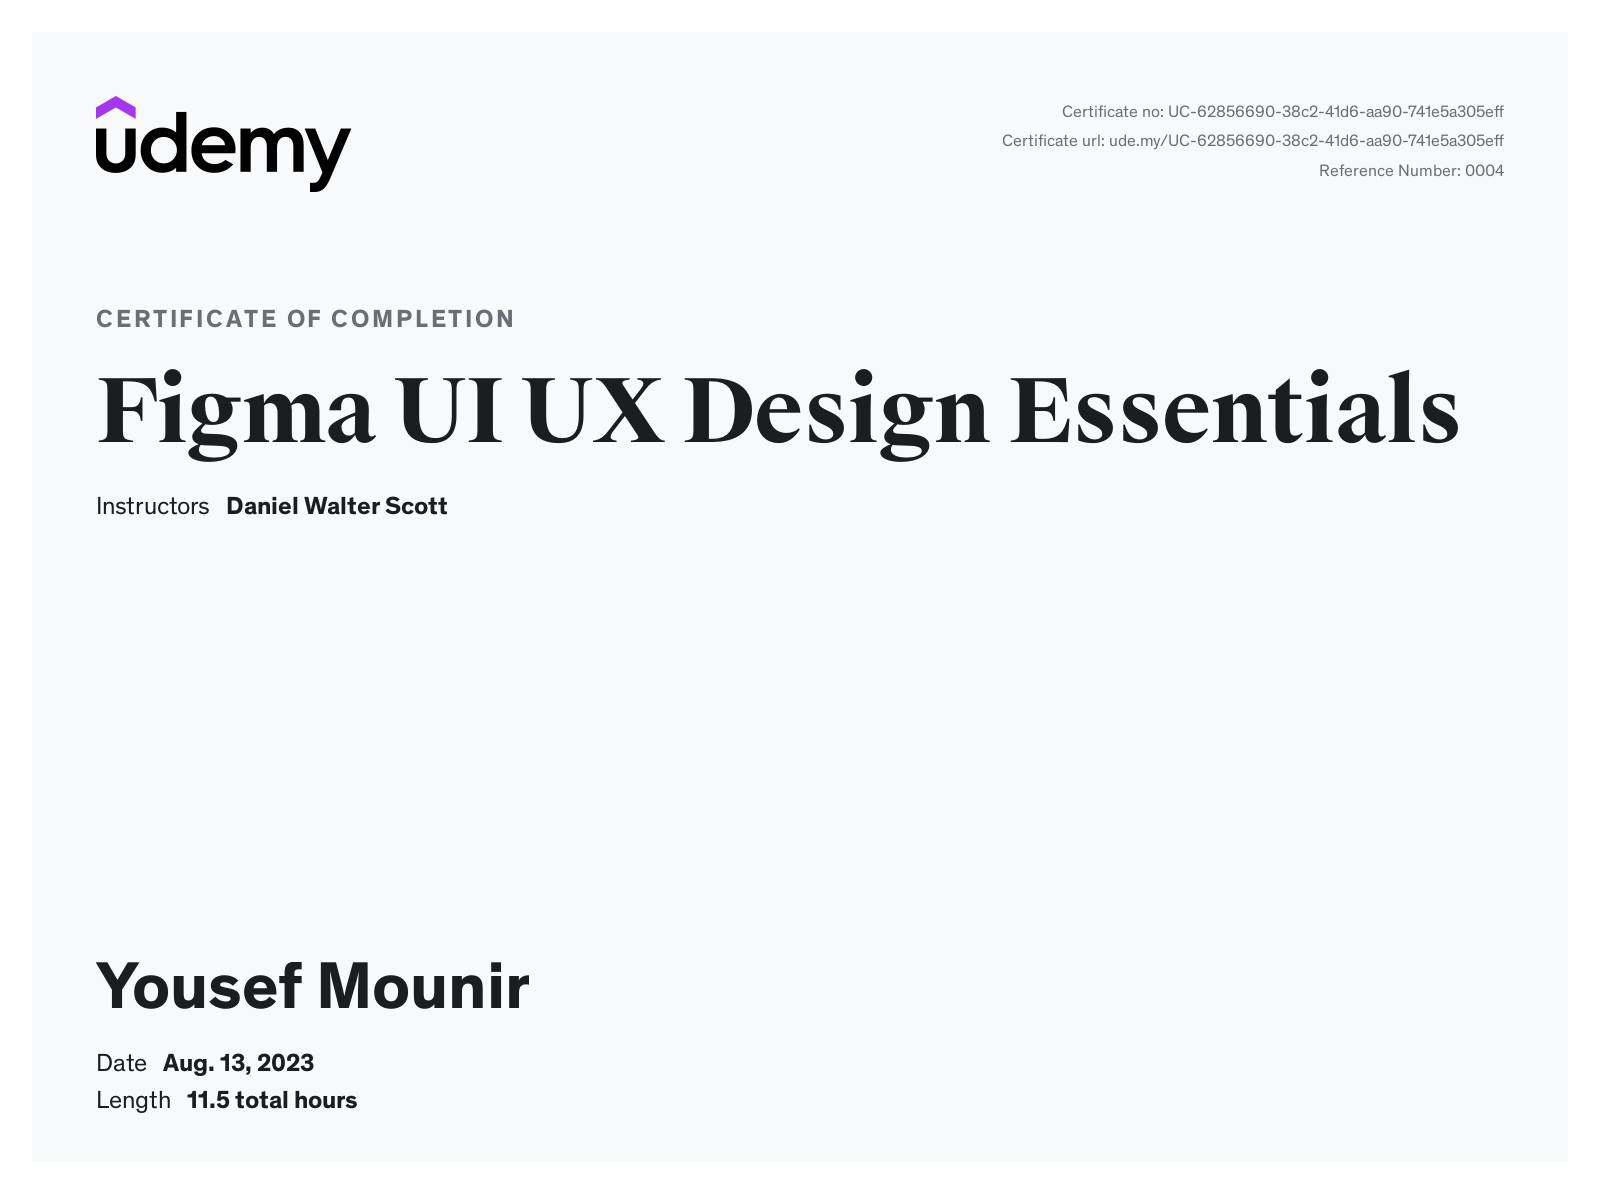 udemy
Certificate no: UC-62856690-38c2-41d6-aa90-741e5a305eff
Certificate url: ude.my/UC-62856690-38c2-41d6-aa90-741e5a305eff
Reference Number: 0004
CERTIFICATE OF COMPLETION
Figma UI UX Design Essentials
Instructors Daniel Walter Scott
Yousef Mounir
Date Aug. 13, 2023
Length 11.5 total hours